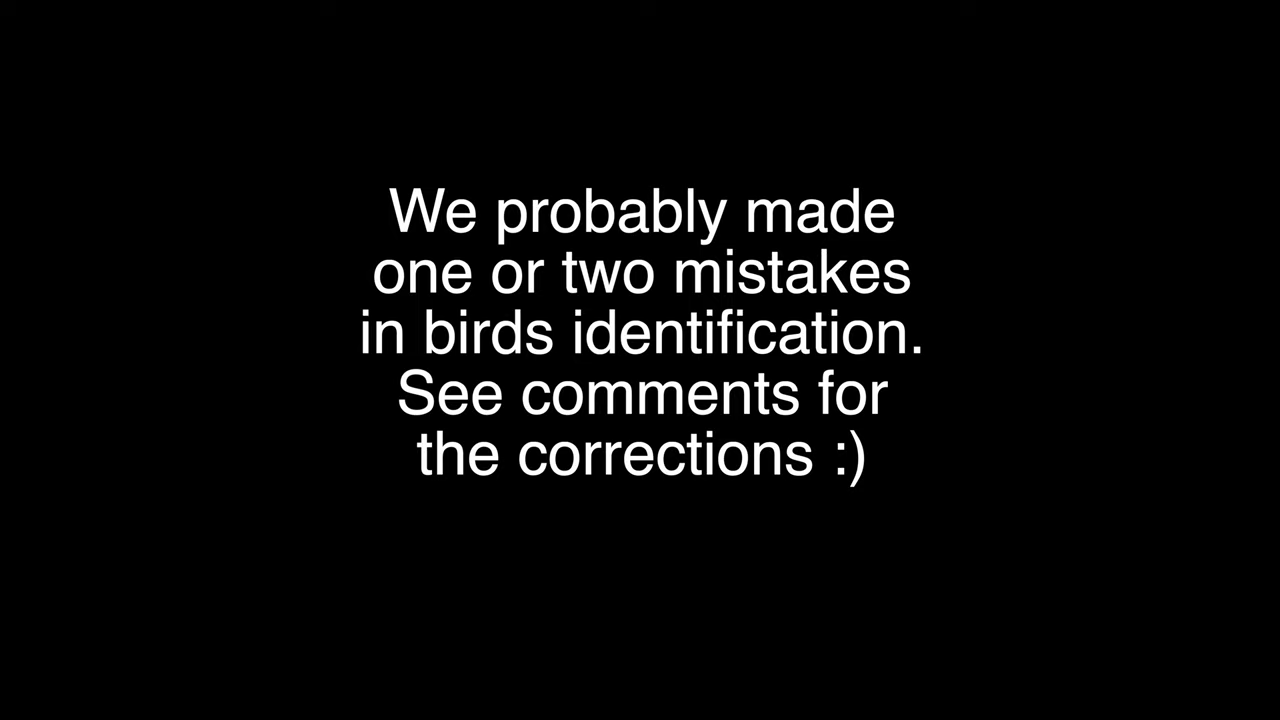 We probably made
one or two mistakes
in birds identification.
See comments for
the corrections :)